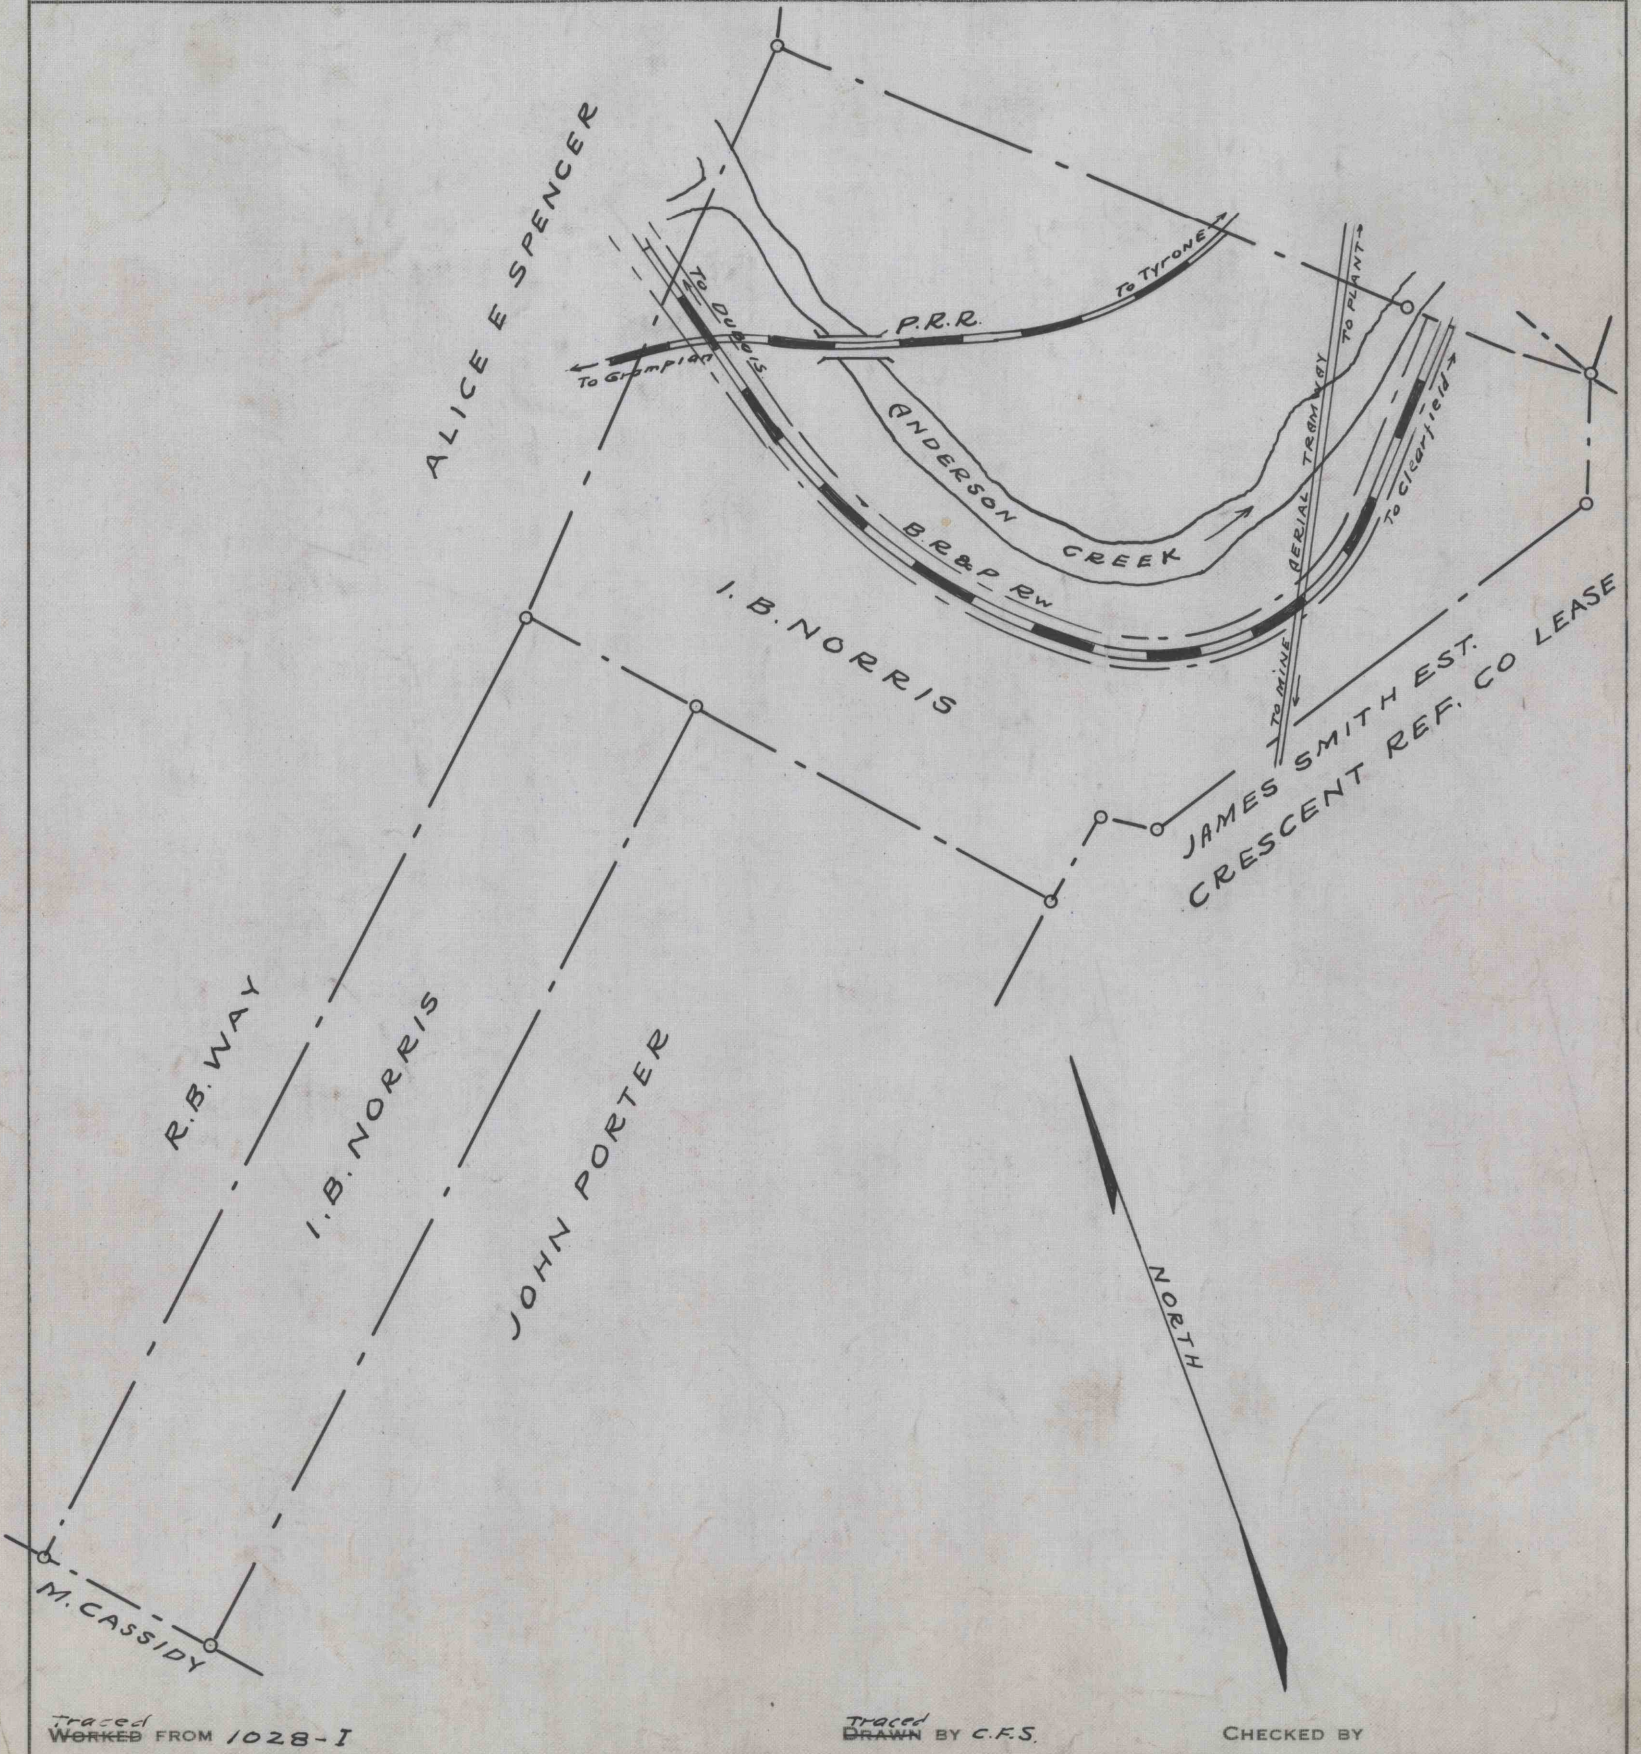 ALICE E SPENCER
To DuBois
To Grampian
P.R.R.
To Tyrone
TO PLANT
AERIAL TRAMWAY
TO MINE
To Clearfield
ANDERSON CREEK
B.R&P RW
I. B. NORRIS
JAMES SMITH EST.
CRESCENT REF. CO LEASE
R.B. WAY
I. B. NORRIS
JOHN PORTER
NORTH
M. CASSIDY
Traced
WORKED FROM 1028-I
Traced
DRAWN BY C.F.S.
CHECKED BY